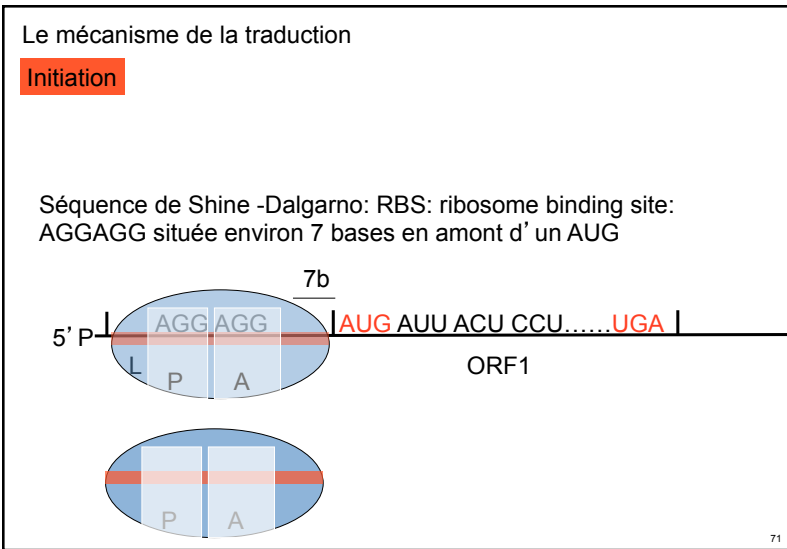 Le mécanisme de la traduction
Initiation
Séquence de Shine -Dalgarno: RBS: ribosome binding site:
AGGAGG située environ 7 bases en amont d’un AUG
7b
5’P AGG AGG AUG AUU ACU CCU......UGA
L P A ORF1
P A
71